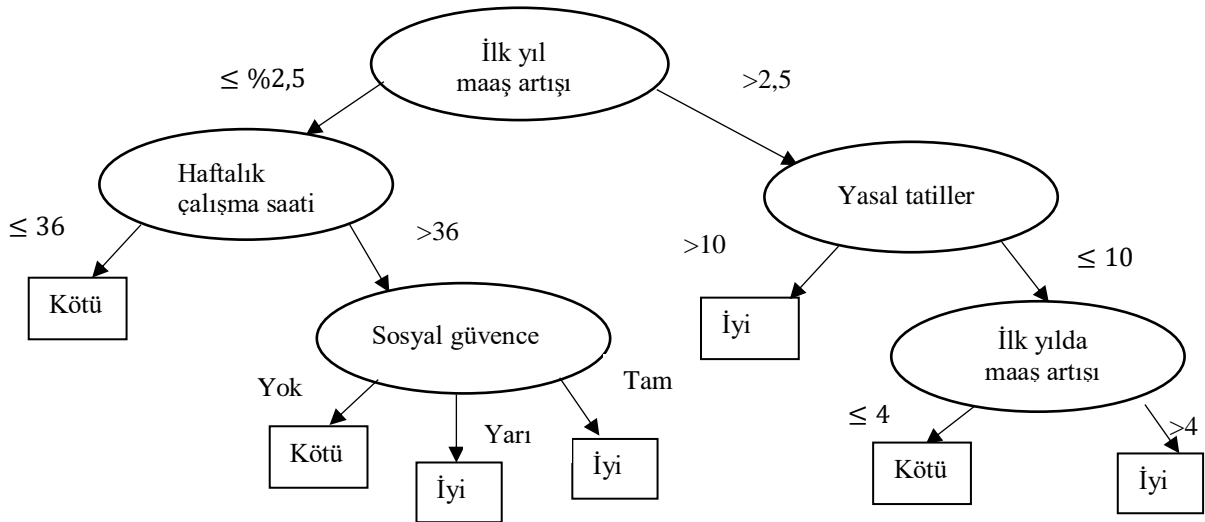 İlk yıl
maaş artışı
≤ %2,5
>2,5
Haftalık
çalışma saati
Yasal tatiller
≤ 36
>36
>10
≤ 10
Kötü
İyi
Sosyal güvence
İlk yılda
maaş artışı
Yok
Yarı
Tam
≤ 4
>4
Kötü
İyi
İyi
Kötü
İyi